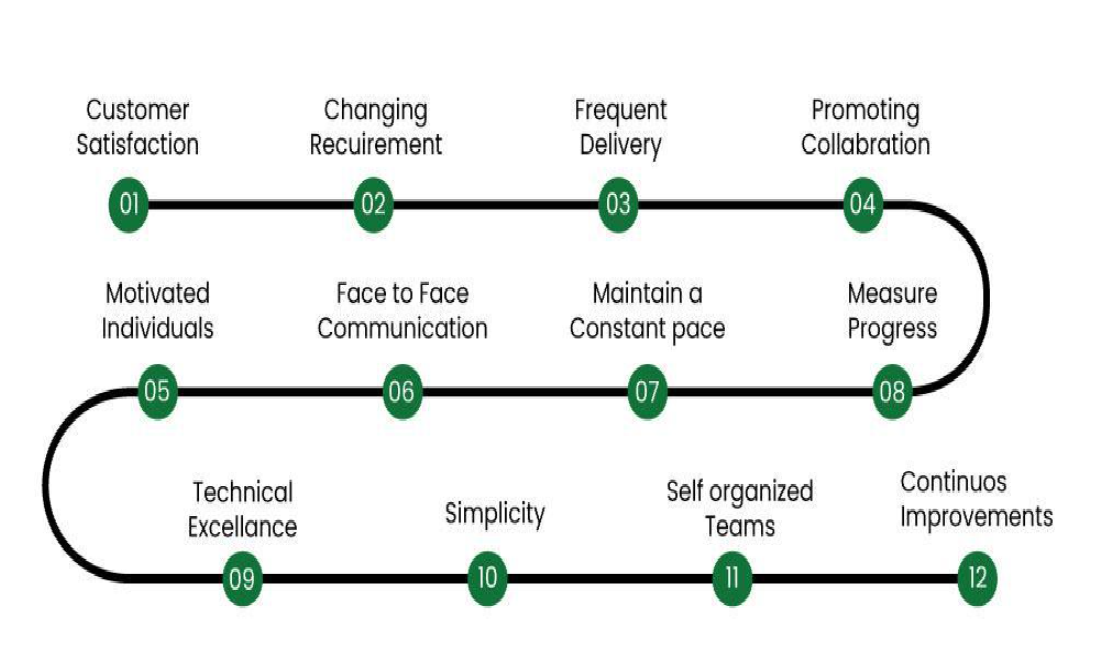 Customer
Satisfaction
Changing
Recuirement
Frequent
Delivery
Promoting
Collabration
01
02
03
04
Motivated
Individuals
Face to Face
Communication
Maintain a
Constant pace
Measure
Progress
05
06
07
08
Technical
Excellance
Simplicity
Self organized
Teams
Continuos
Improvements
09
10
11
12